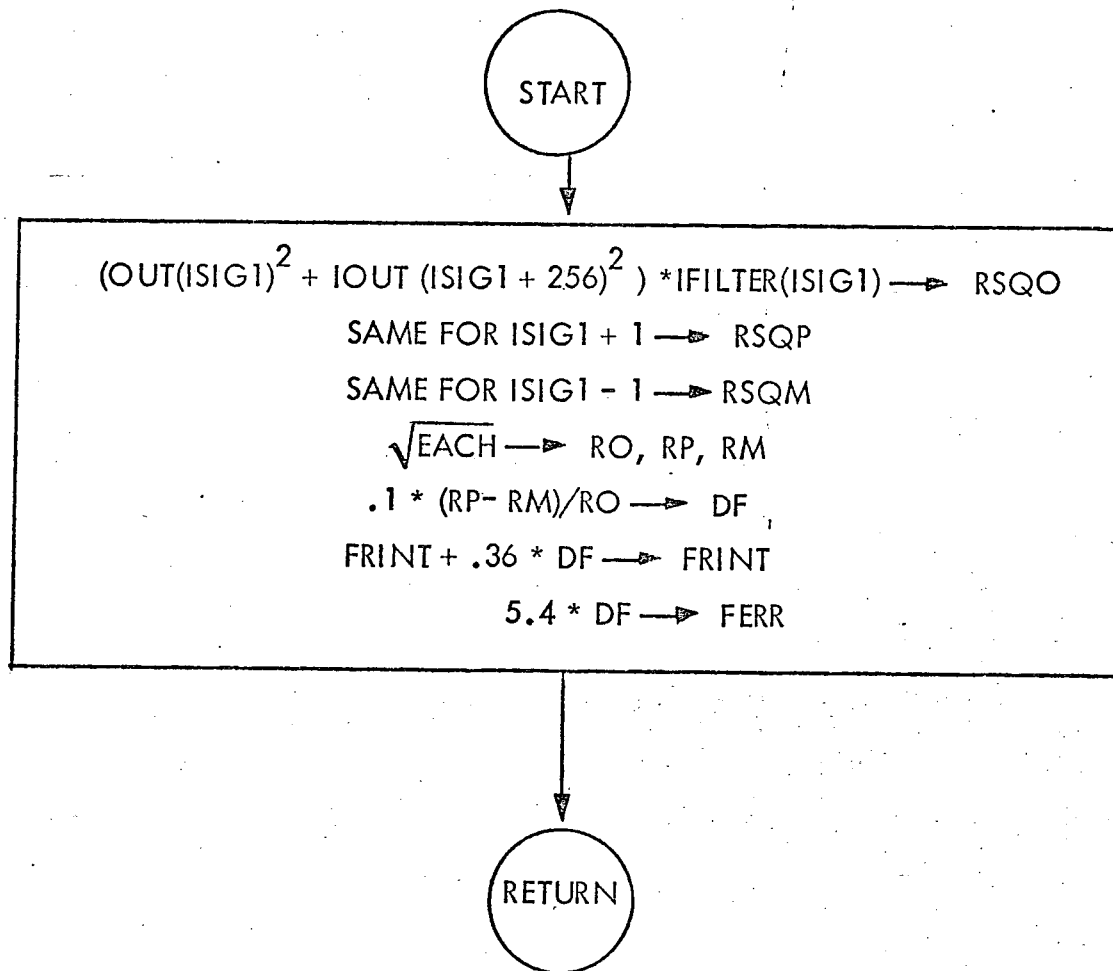 START
(OUT(ISIG1)² + IOUT (ISIG1 + 256)² ) *IFILTER(ISIG1) → RSQO
SAME FOR ISIG1 + 1 → RSQP
SAME FOR ISIG1 - 1 → RSQM
√EACH → RO, RP, RM
.1 * (RP- RM)/RO → DF
FRINT + .36 * DF → FRINT
5.4 * DF → FERR
RETURN